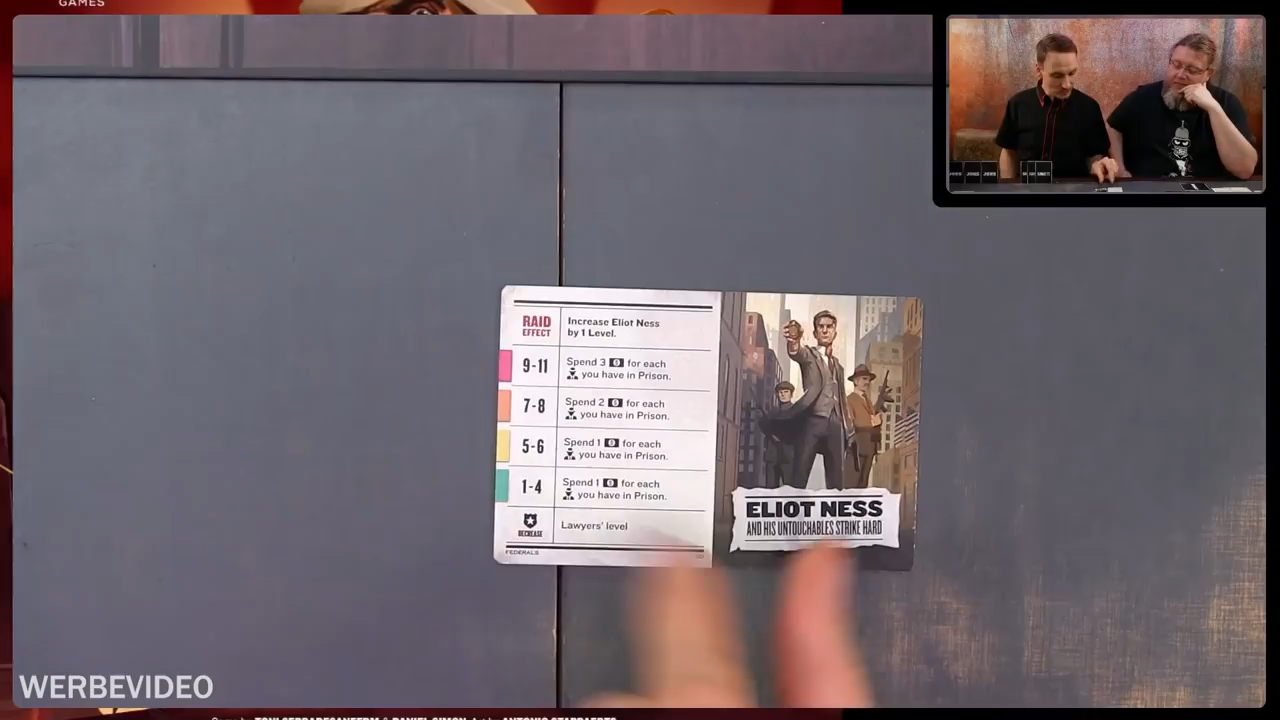 GAMES
RAID
EFFECT
Increase Eliot Ness
by 1 Level.
9-11
Spend 3 for each
you have in Prison.
7-8
Spend 2 for each
you have in Prison.
5-6
Spend 1 for each
you have in Prison.
1-4
Spend 1 for each
you have in Prison.
DECREASE
Lawyers' level
FEDERALS
ELIOT NESS
AND HIS UNTOUCHABLES STRIKE HARD
WERBEVIDEO